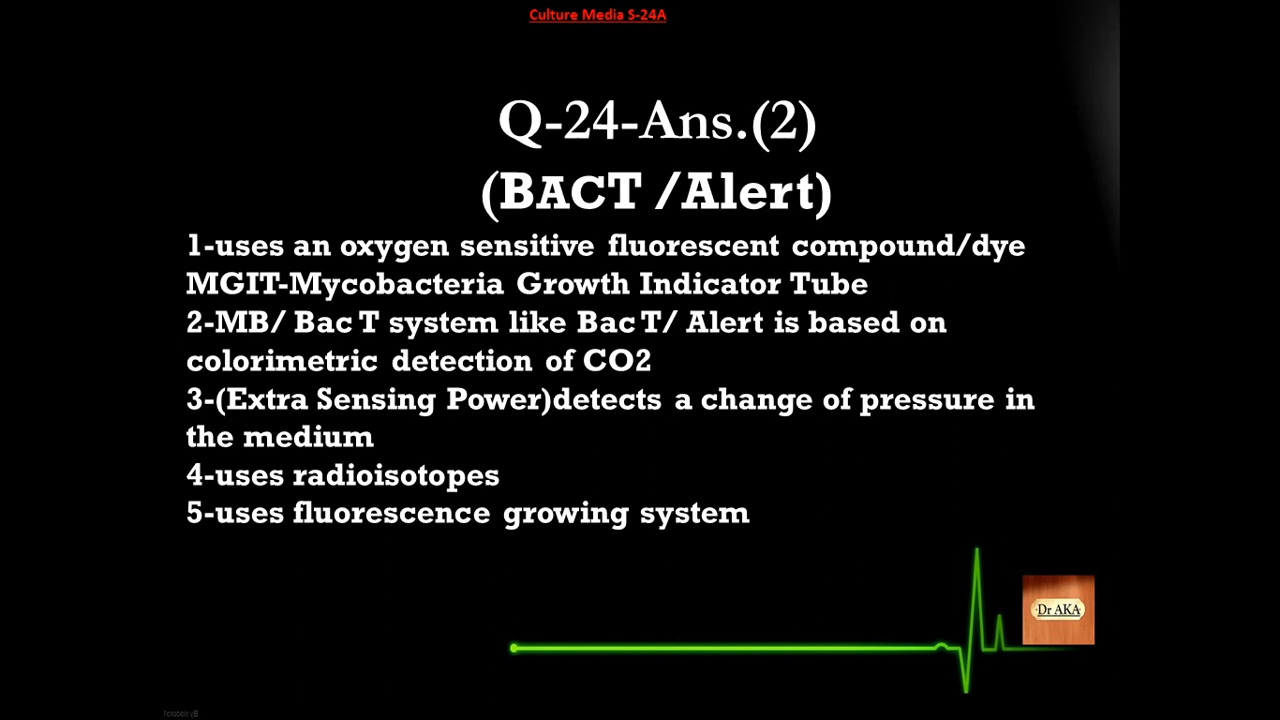 Culture Media S-24A
Q-24-Ans.(2)
(BACT /Alert)
1-uses an oxygen sensitive fluorescent compound/dye
MGIT-Mycobacteria Growth Indicator Tube
2-MB/ Bac T system like Bac T/ Alert is based on
colorimetric detection of CO2
3-(Extra Sensing Power)detects a change of pressure in
the medium
4-uses radioisotopes
5-uses fluorescence growing system
Dr AKA